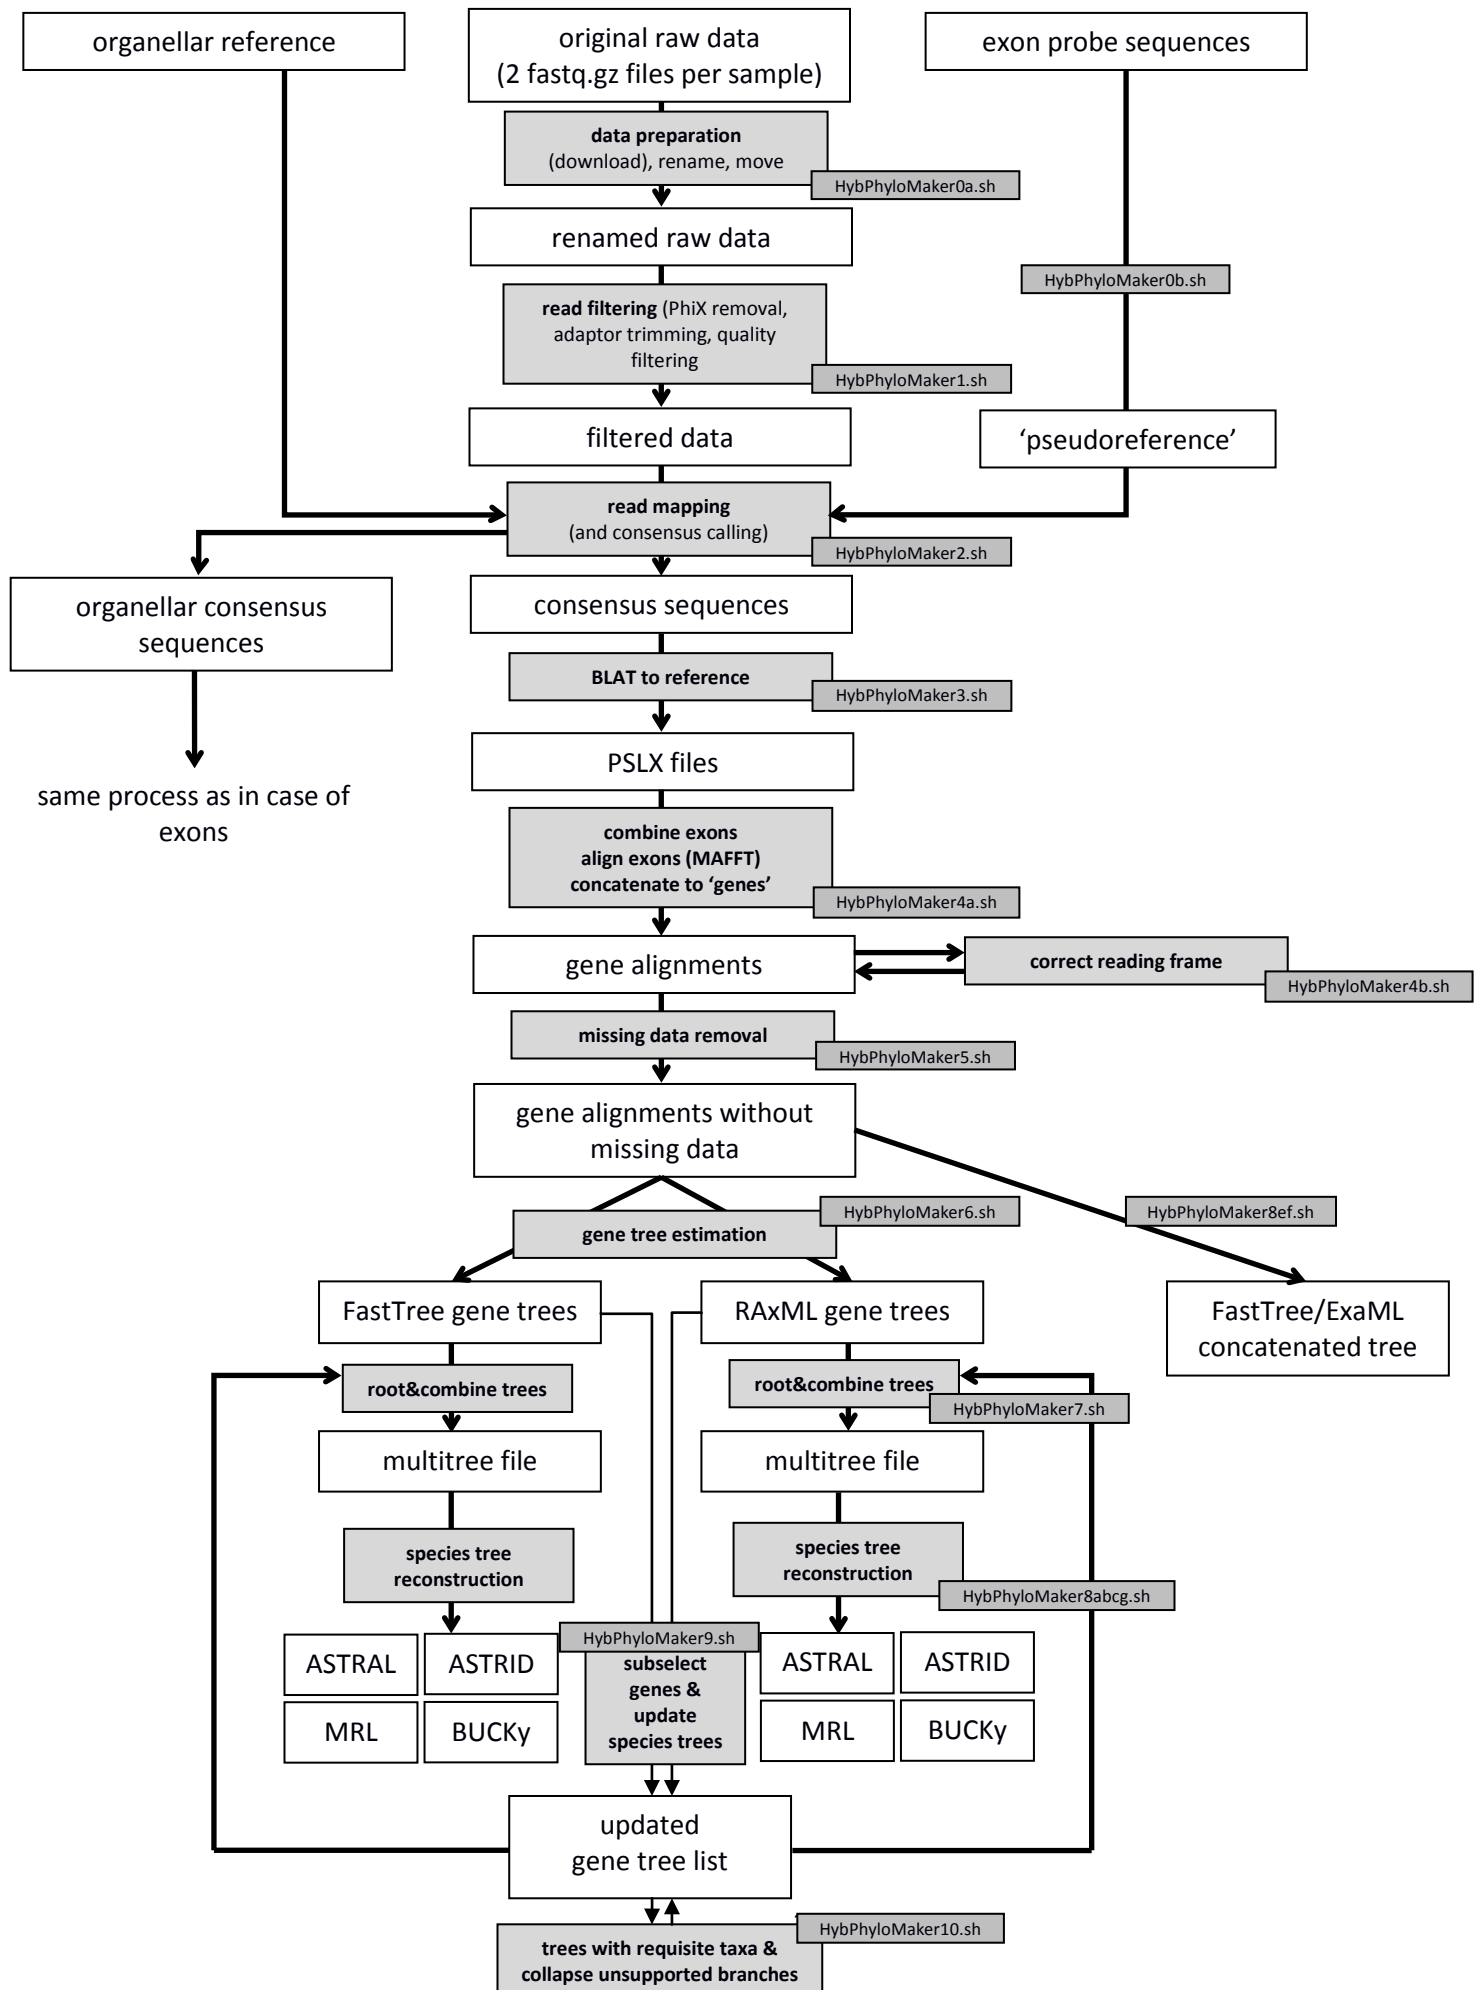 organellar reference
original raw data
(2 fastq.gz files per sample)
exon probe sequences
data preparation
(download), rename, move
HybPhyloMaker0a.sh
renamed raw data
HybPhyloMaker0b.sh
read filtering (PhiX removal,
adaptor trimming, quality
filtering
HybPhyloMaker1.sh
filtered data
‘pseudoreference’
read mapping
(and consensus calling)
HybPhyloMaker2.sh
organellar consensus
sequences
consensus sequences
BLAT to reference
HybPhyloMaker3.sh
PSLX files
same process as in case of
exons
combine exons
align exons (MAFFT)
concatenate to ‘genes’
HybPhyloMaker4a.sh
gene alignments
correct reading frame
HybPhyloMaker4b.sh
missing data removal
HybPhyloMaker5.sh
gene alignments without
missing data
HybPhyloMaker6.sh
HybPhyloMaker8ef.sh
gene tree estimation
FastTree gene trees
RAxML gene trees
FastTree/ExaML
concatenated tree
root&combine trees
root&combine trees
HybPhyloMaker7.sh
multitree file
multitree file
species tree
reconstruction
species tree
reconstruction
HybPhyloMaker8abcg.sh
HybPhyloMaker9.sh
ASTRAL
ASTRID
MRL
BUCKy
subselect
genes &
update
species trees
ASTRAL
ASTRID
MRL
BUCKy
updated
gene tree list
HybPhyloMaker10.sh
trees with requisite taxa &
collapse unsupported branches